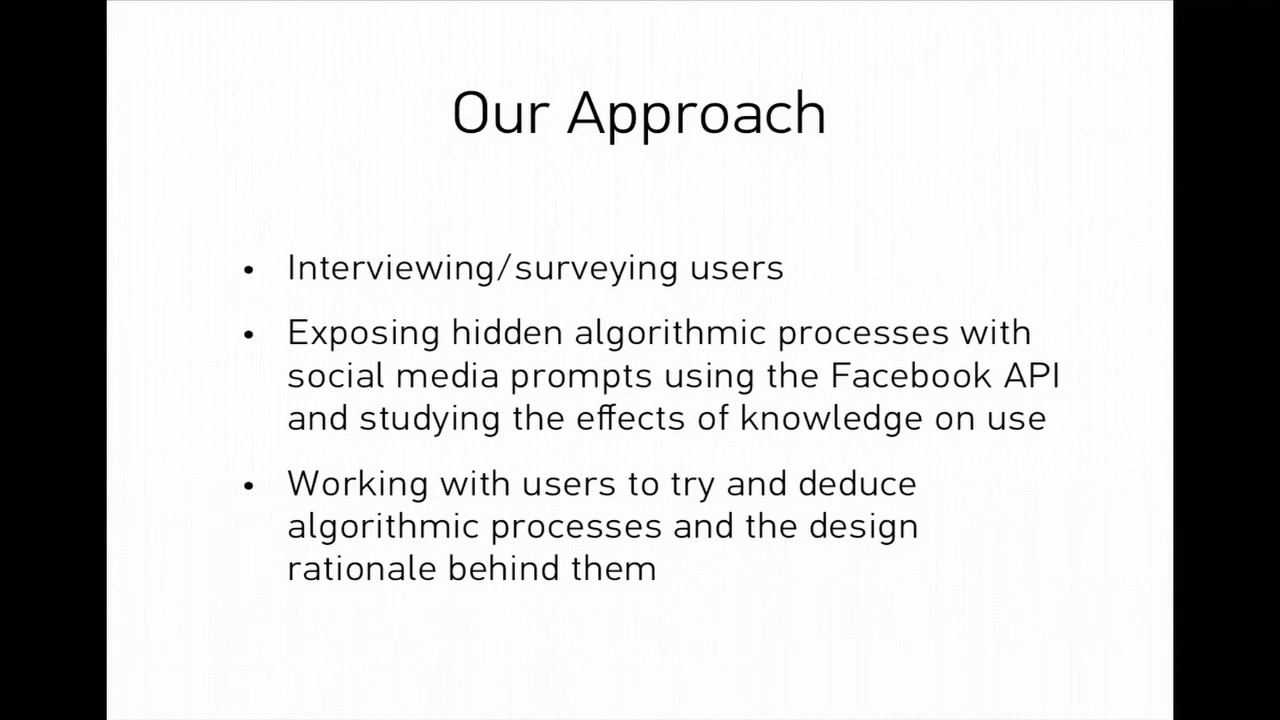 Our Approach
• Interviewing/surveying users
• Exposing hidden algorithmic processes with
social media prompts using the Facebook API
and studying the effects of knowledge on use
• Working with users to try and deduce
algorithmic processes and the design
rationale behind them